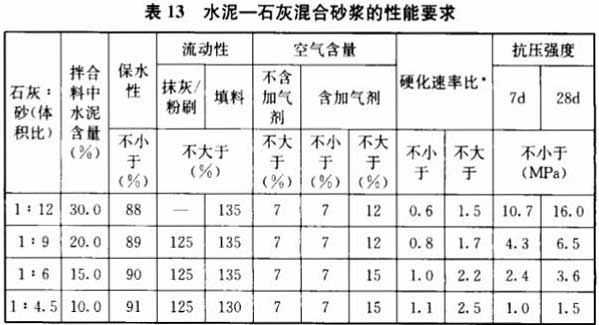 表 13 水泥—石灰混合砂浆的性能要求
石灰：砂(体积比) 拌合料中水泥含量(%) 保水性 流动性 空气含量 硬化速率比* 抗压强度
抹灰/粉刷 填料 不含加气剂 含加气剂 7d 28d
不小于(%) 不大于(%) 不大于(%) 不小于(%) 不大于(%) 不小于 不大于 不小于(MPa)
1：12 30.0 88 — 135 7 7 12 0.6 1.5 10.7 16.0
1：9 20.0 89 125 135 7 7 12 0.8 1.7 4.3 6.5
1：6 15.0 90 125 135 7 7 15 1.0 2.2 2.4 3.6
1：4.5 10.0 91 125 130 7 7 15 1.1 2.5 1.0 1.5